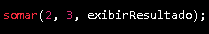 somar(2, 3, exibirResultado);